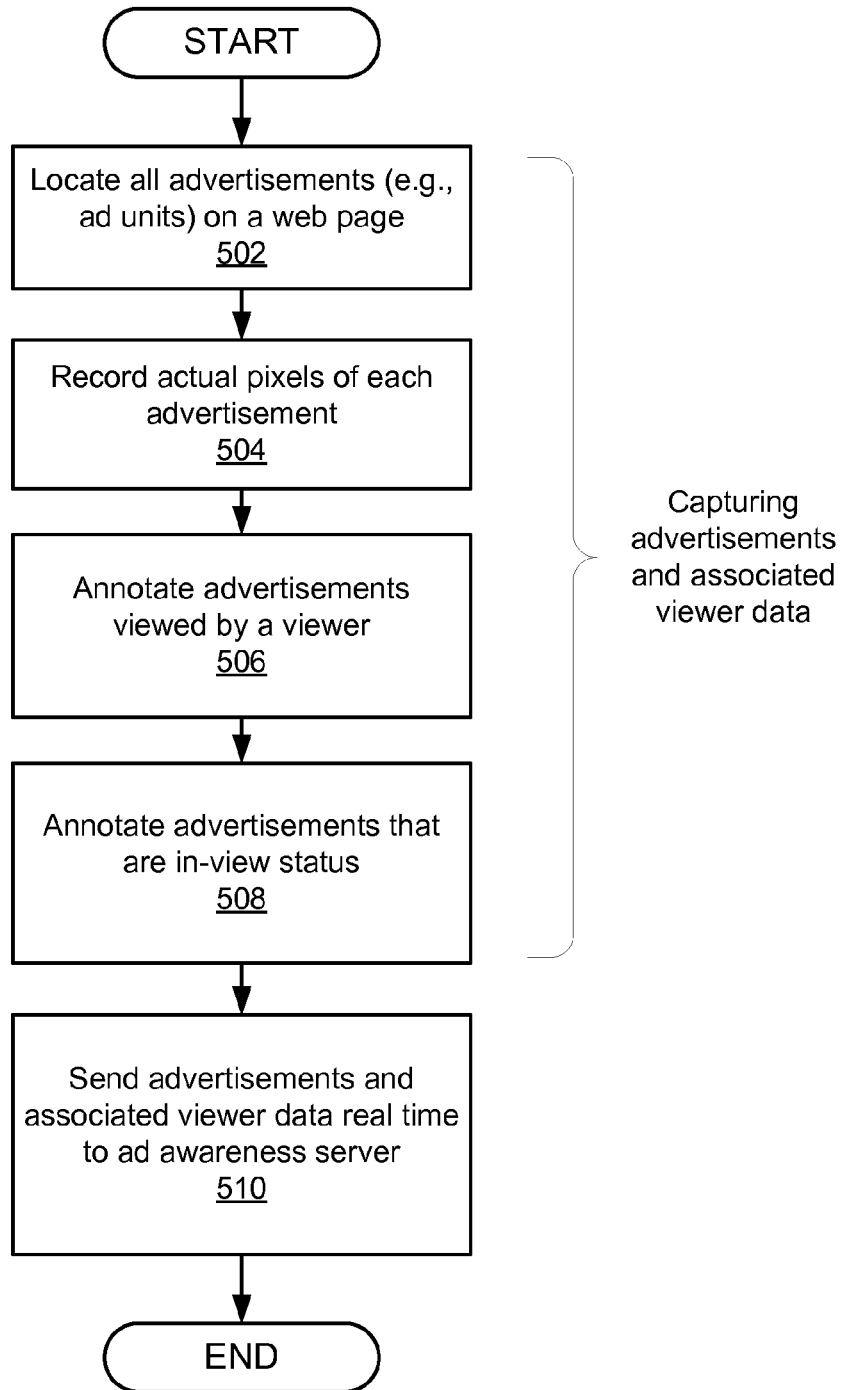 START
Locate all advertisements (e.g.,
ad units) on a web page
502
Record actual pixels of each
advertisement
504
Annotate advertisements
viewed by a viewer
506
Annotate advertisements that
are in-view status
508
Capturing
advertisements
and associated
viewer data
Send advertisements and
associated viewer data real time
to ad awareness server
510
END